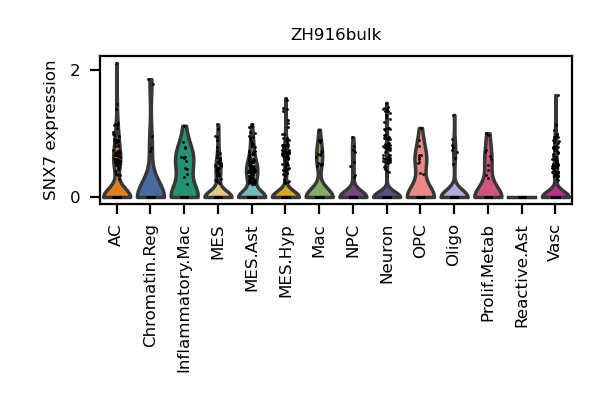 ZH916bulk
SNX7 expression
2
0
AC
Chromatin.Reg
Inflammatory.Mac
MES
MES.Ast
MES.Hyp
Mac
NPC
Neuron
OPC
Oligo
Prolif.Metab
Reactive.Ast
Vasc